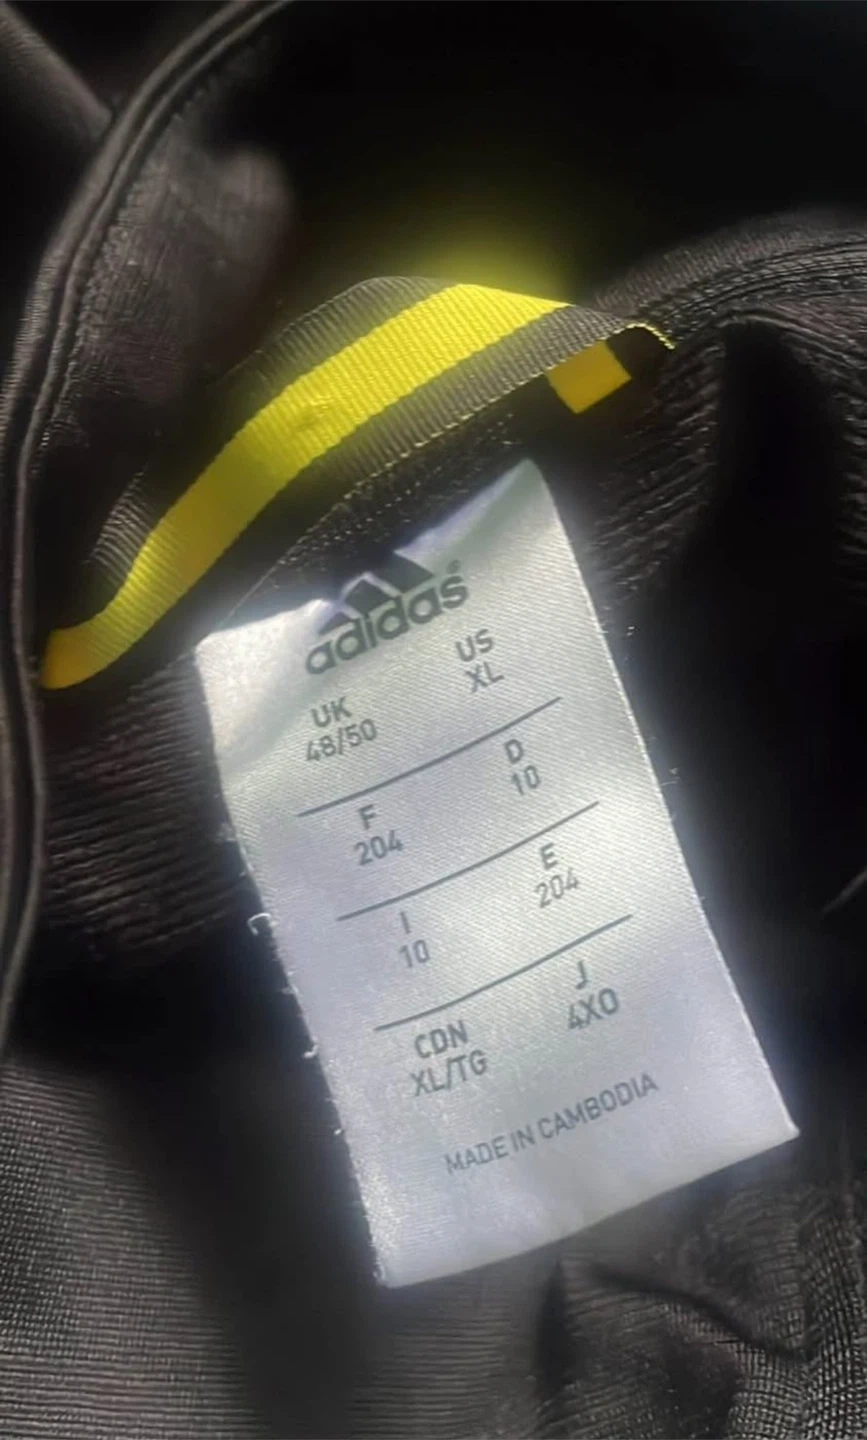 adidas®
UK US
48/50 XL
F D
204 10
I E
10 204
CDN J
XL/TG 4XO
MADE IN CAMBODIA